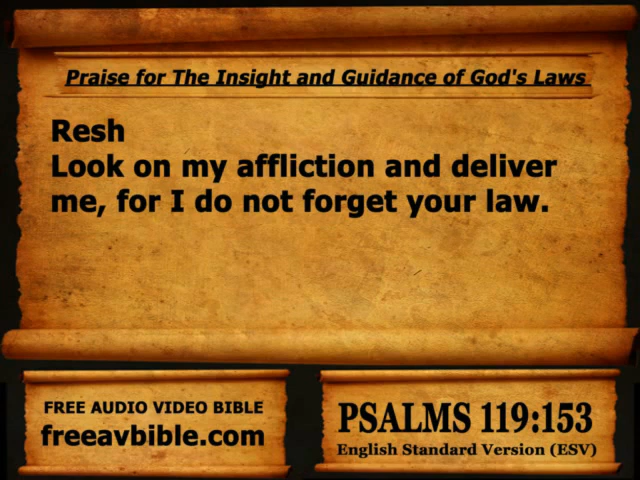 Praise for The Insight and Guidance of God's Laws
Resh
Look on my affliction and deliver
me, for I do not forget your law.
FREE AUDIO VIDEO BIBLE
freeavbible.com
PSALMS 119:153
English Standard Version (ESV)